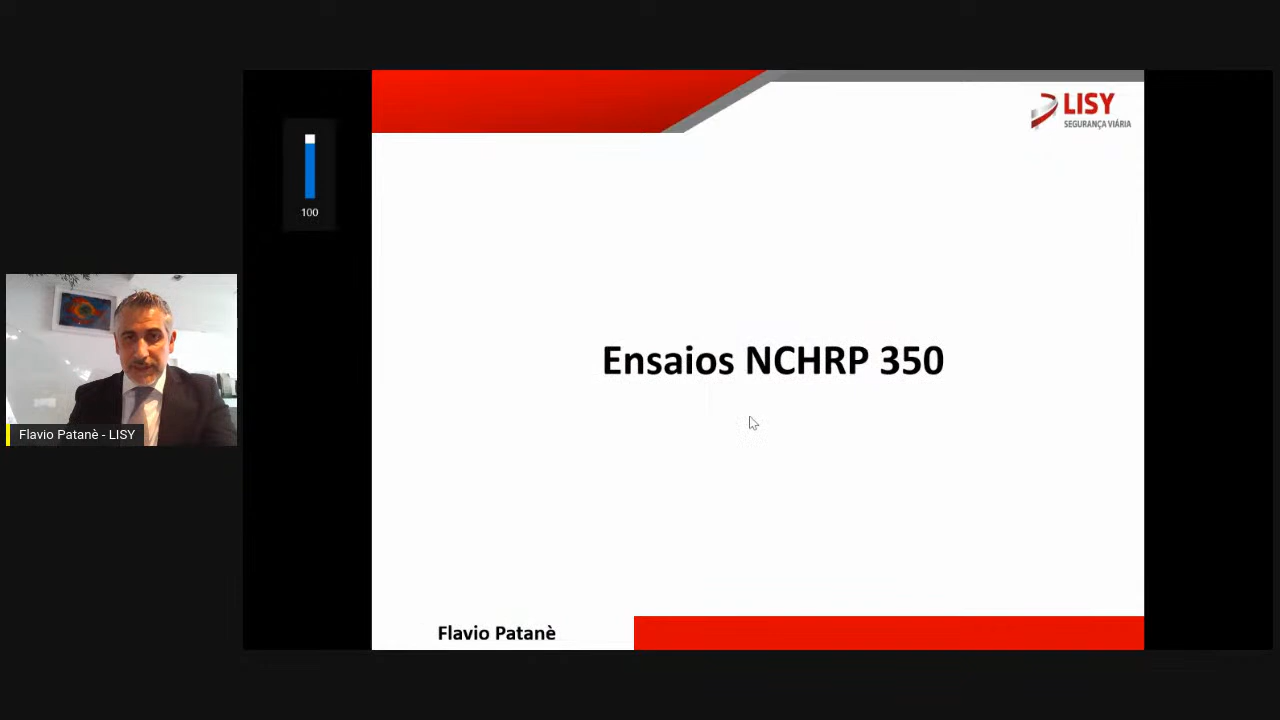 LISY
SEGURANÇA VIÁRIA
100
Ensaios NCHRP 350
Flavio Patanè - LISY
Flavio Patanè